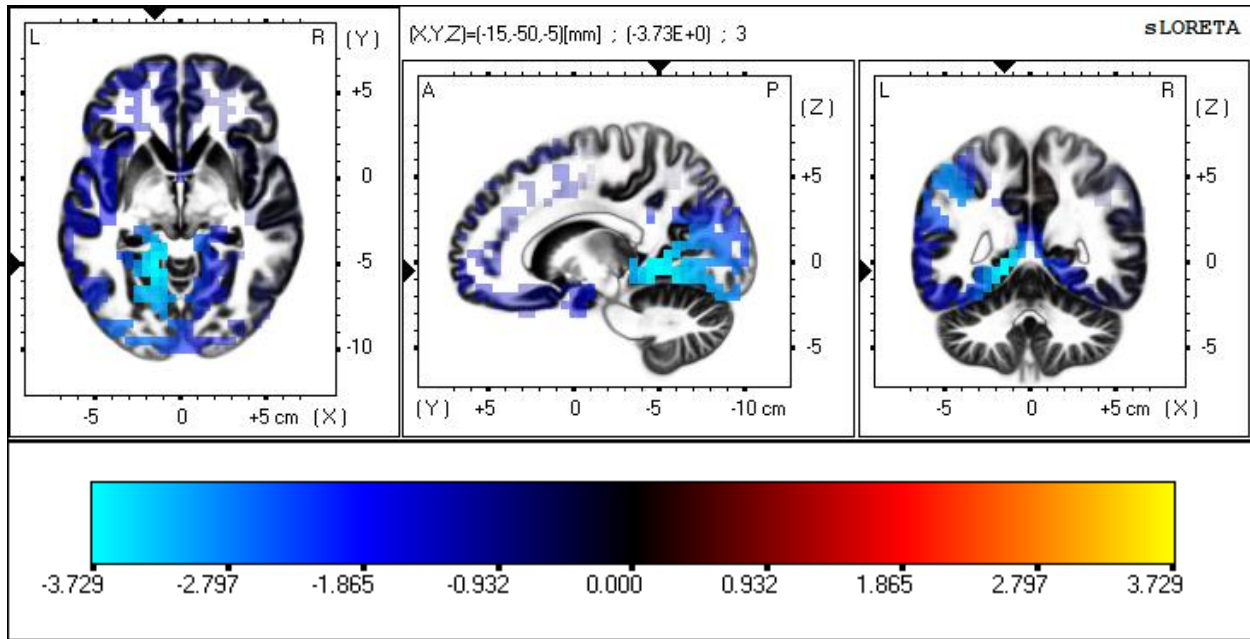 (X,Y,Z)=(-15,-50,-5)[mm] ; (-3.73E+0) ; 3
sLORETA
L R (Y)
+5
0
-5
-10
-5 0 +5 cm (X)
A P (Z)
+5
0
-5
(Y) +5 0 -5 -10 cm
L R (Z)
+5
0
-5
-5 0 +5 cm (X)
-3.729 -2.797 -1.865 -0.932 0.000 0.932 1.865 2.797 3.729